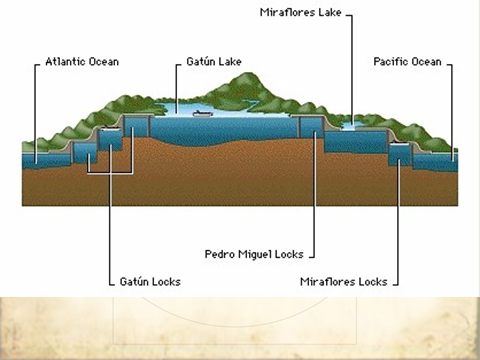 Miraflores Lake
Atlantic Ocean
Gatún Lake
Pacific Ocean
Pedro Miguel Locks
Gatún Locks
Miraflores Locks